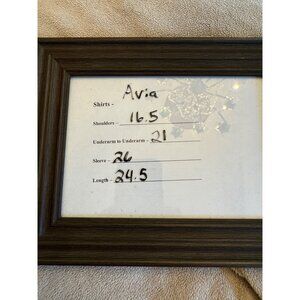 Avia
Shirts -
Shoulders - 16.5
Underarm to Underarm - 21
Sleeve - 26
Length - 24.5